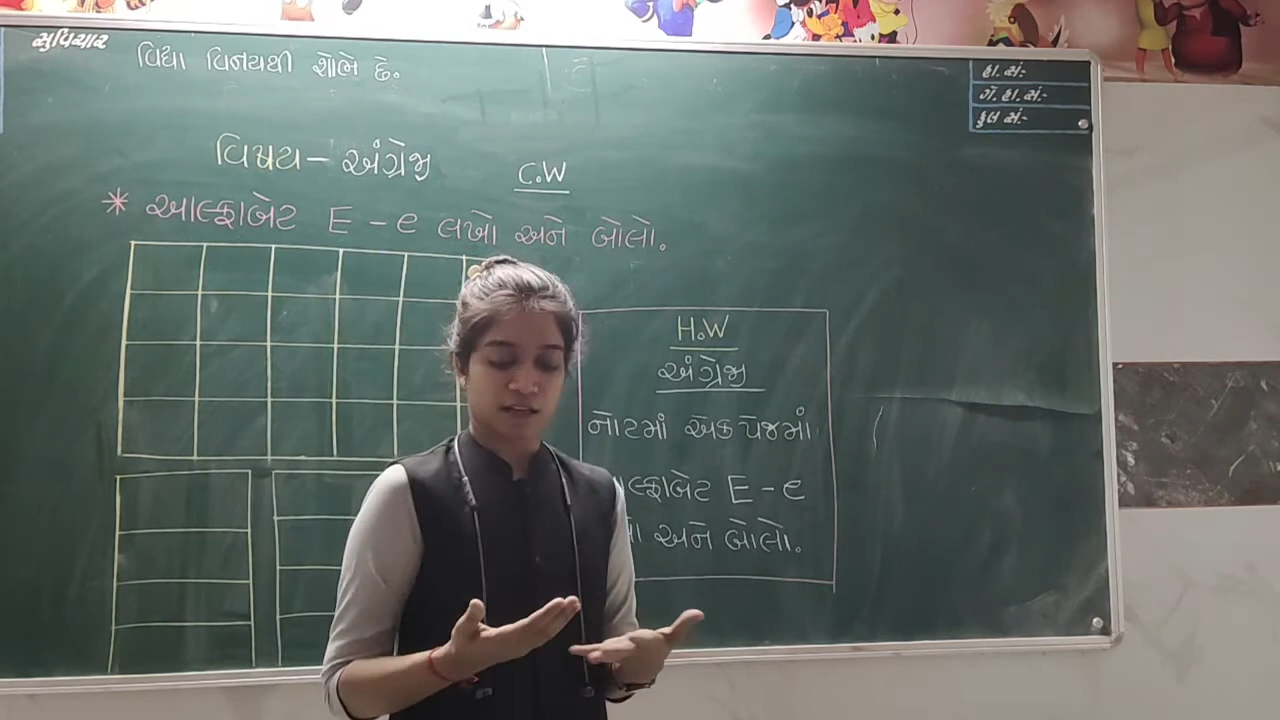 સુવિચાર
વિદ્યા વિનયથી શોભે છે.
હા. સં:-
ગે. હા. સં:-
કુલ સં:-
વિષય - અંગ્રેજી
C.W
* આલ્ફાબેટ E - e લખો અને બોલો.
H.W
અંગ્રેજી
નોટમાં એક પેજમાં
લ્ફાબેટ E - e
અને બોલો.